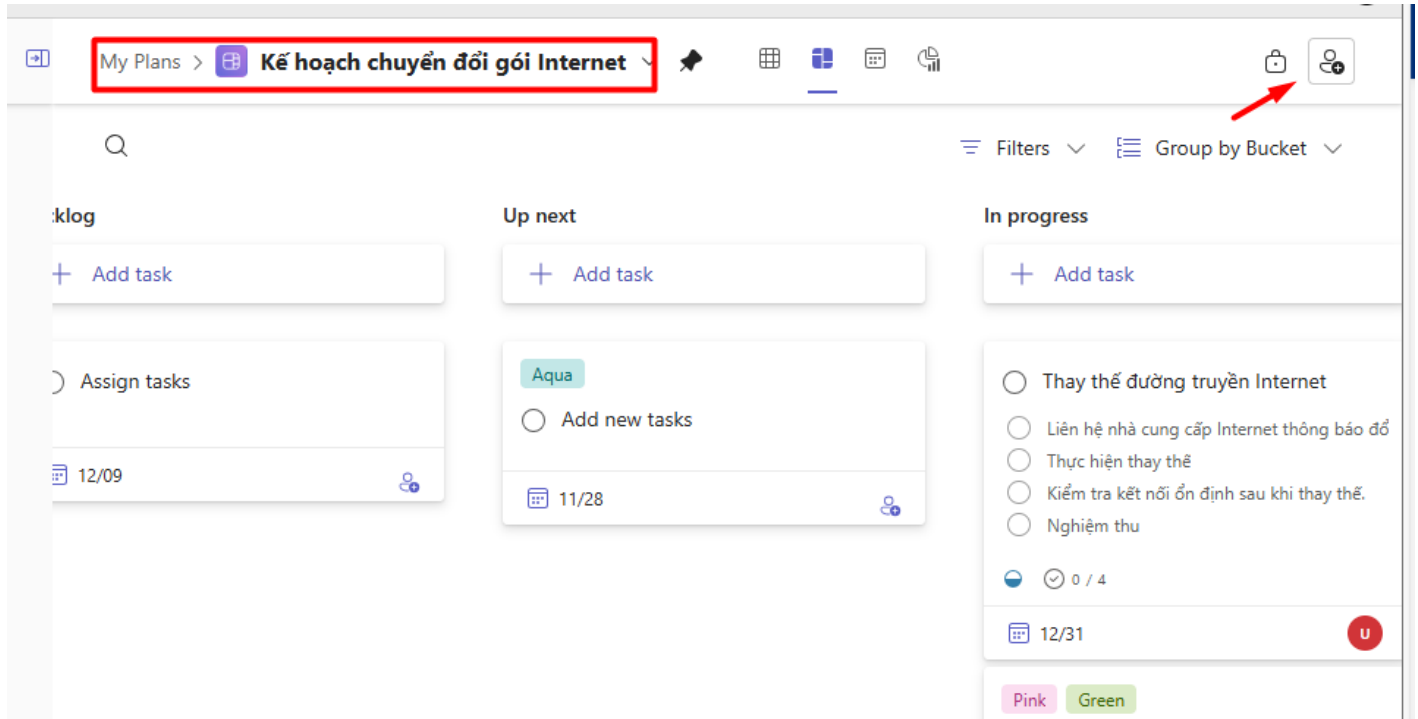 My Plans > Kế hoạch chuyển đổi gói Internet
Filters
Group by Bucket
klog
Up next
In progress
Add task
Add task
Add task
Assign tasks
12/09
Aqua
Add new tasks
11/28
Thay thế đường truyền Internet
Liên hệ nhà cung cấp Internet thông báo đổ
Thực hiện thay thế
Kiểm tra kết nối ổn định sau khi thay thế.
Nghiệm thu
0 / 4
12/31
U
Pink
Green